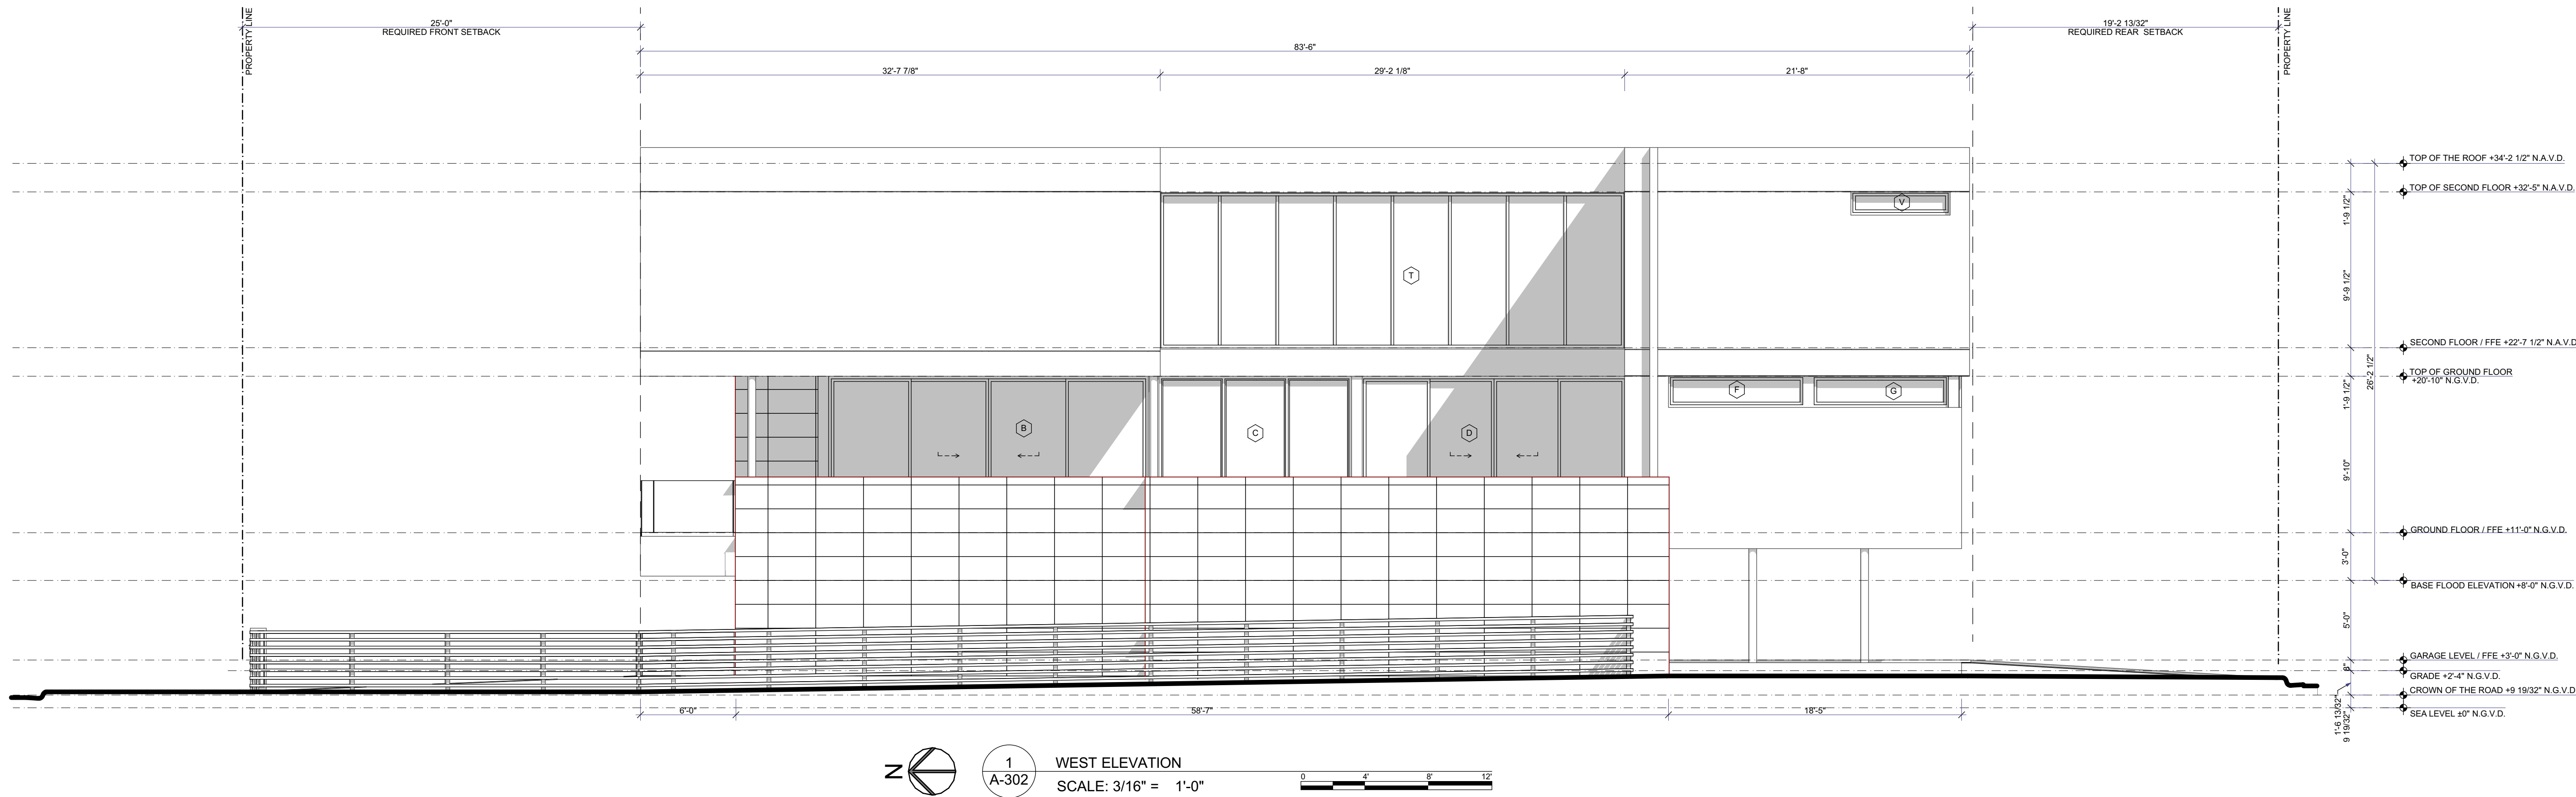 25'-0"
REQUIRED FRONT SETBACK
PROPERTY LINE
83'-6"
32'-7 7/8"
29'-2 1/8"
21'-8"
19'-2 13/32"
REQUIRED REAR SETBACK
PROPERTY LINE
TOP OF THE ROOF +34'-2 1/2" N.A.V.D.
TOP OF SECOND FLOOR +32'-5" N.A.V.D.
V
1'-9 1/2"
T
9'-9 1/2"
SECOND FLOOR / FFE +22'-7 1/2" N.A.V.D
TOP OF GROUND FLOOR
+20'-10" N.G.V.D.
26'-2 1/2"
1'-9 1/2"
F
G
B
C
D
9'-10"
GROUND FLOOR / FFE +11'-0" N.G.V.D.
3'-0"
BASE FLOOD ELEVATION +8'-0" N.G.V.D.
5'-0"
GARAGE LEVEL / FFE +3'-0" N.G.V.D.
8"
GRADE +2'-4" N.G.V.D.
CROWN OF THE ROAD +9 19/32" N.G.V.D
1'-6 13/32"
9 19/32"
SEA LEVEL ±0" N.G.V.D.
6'-0"
58'-7"
18'-5"
N
1
A-302
WEST ELEVATION
SCALE: 3/16" = 1'-0"
0 4' 8' 12'